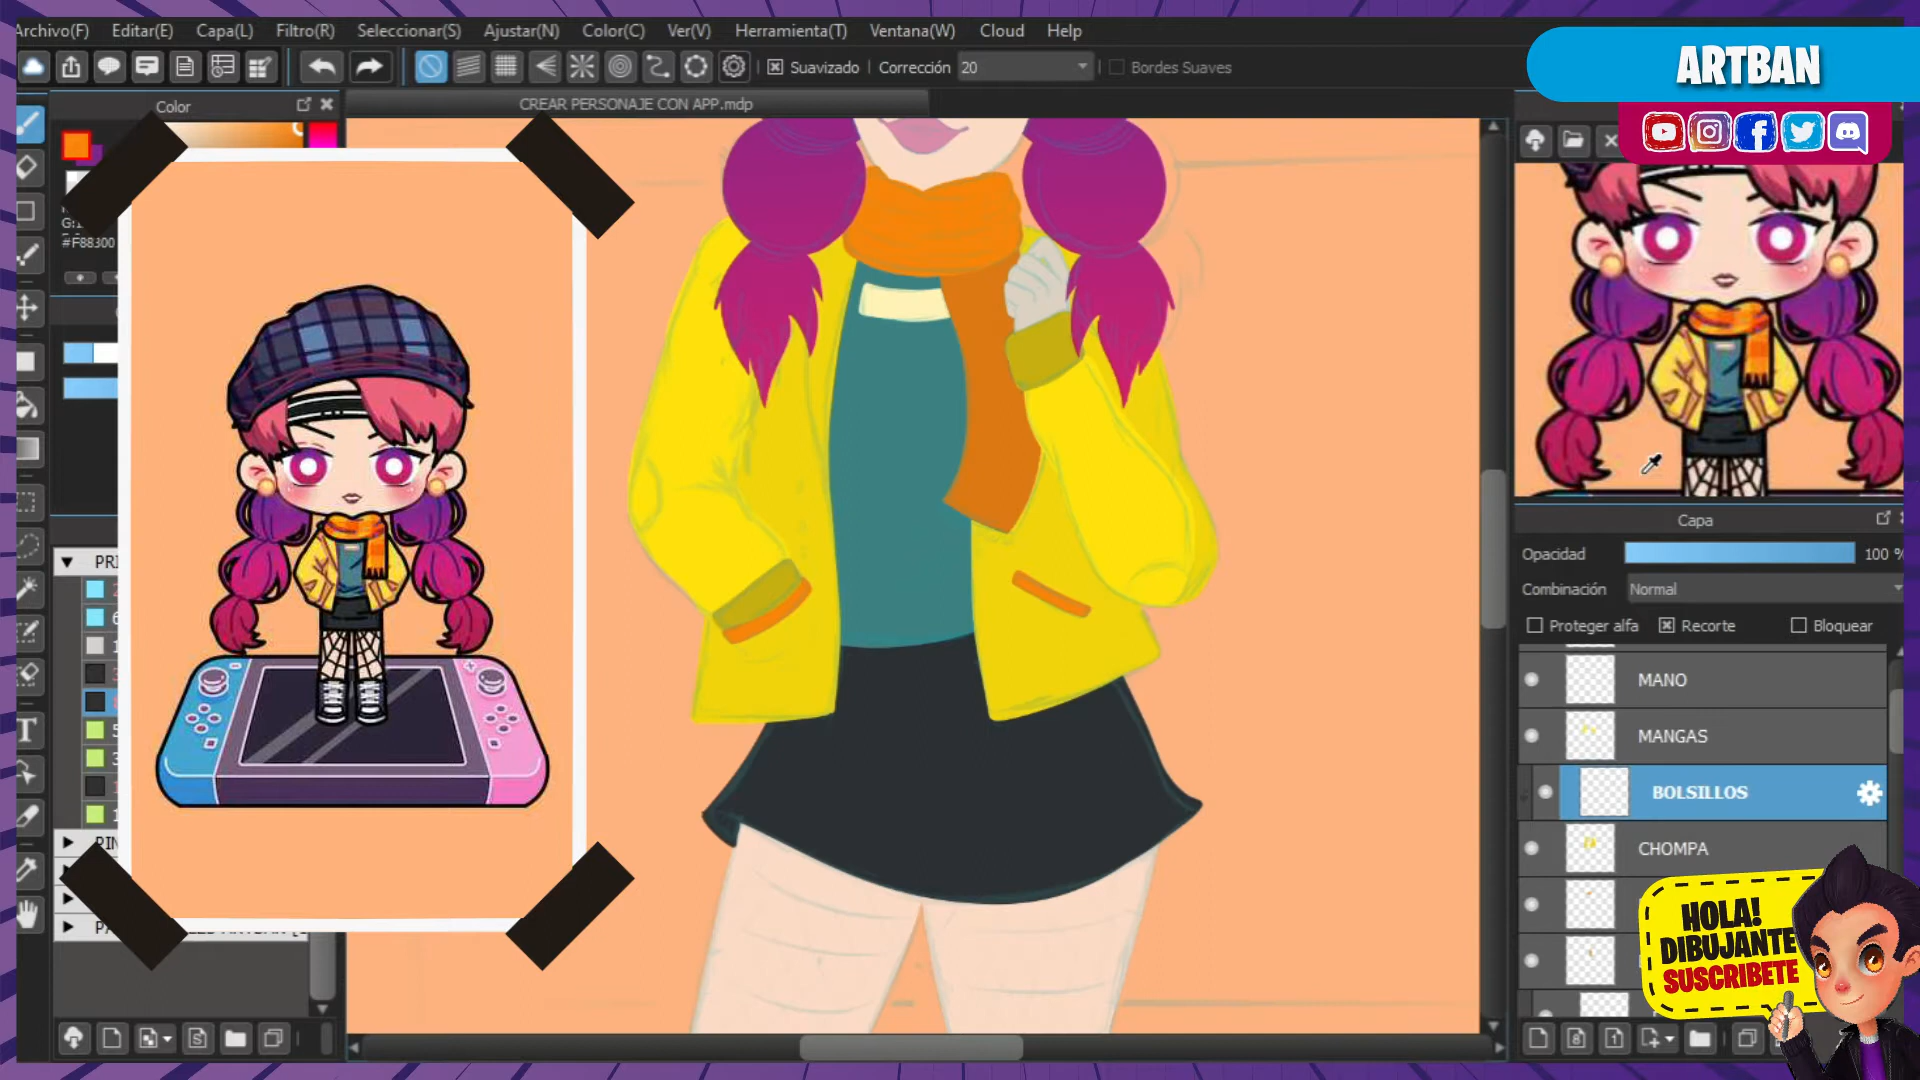 Archivo(F) Editar(E) Capa(L) Filtro(R) Seleccionar(S) Ajustar(N) Color(C) Ver(V) Herramienta(T) Ventana(W) Cloud Help
Suavizado Corrección 20 Bordes Suaves
ARTBAN
Color
CREAR PERSONAJE CON APP.mdp
#F88300
Capa
Opacidad 100 %
Combinación Normal
Proteger alfa Recorte Bloquear
MANO
MANGAS
BOLSILLOS
CHOMPA
HOLA!
DIBUJANTE
SUSCRIBETE